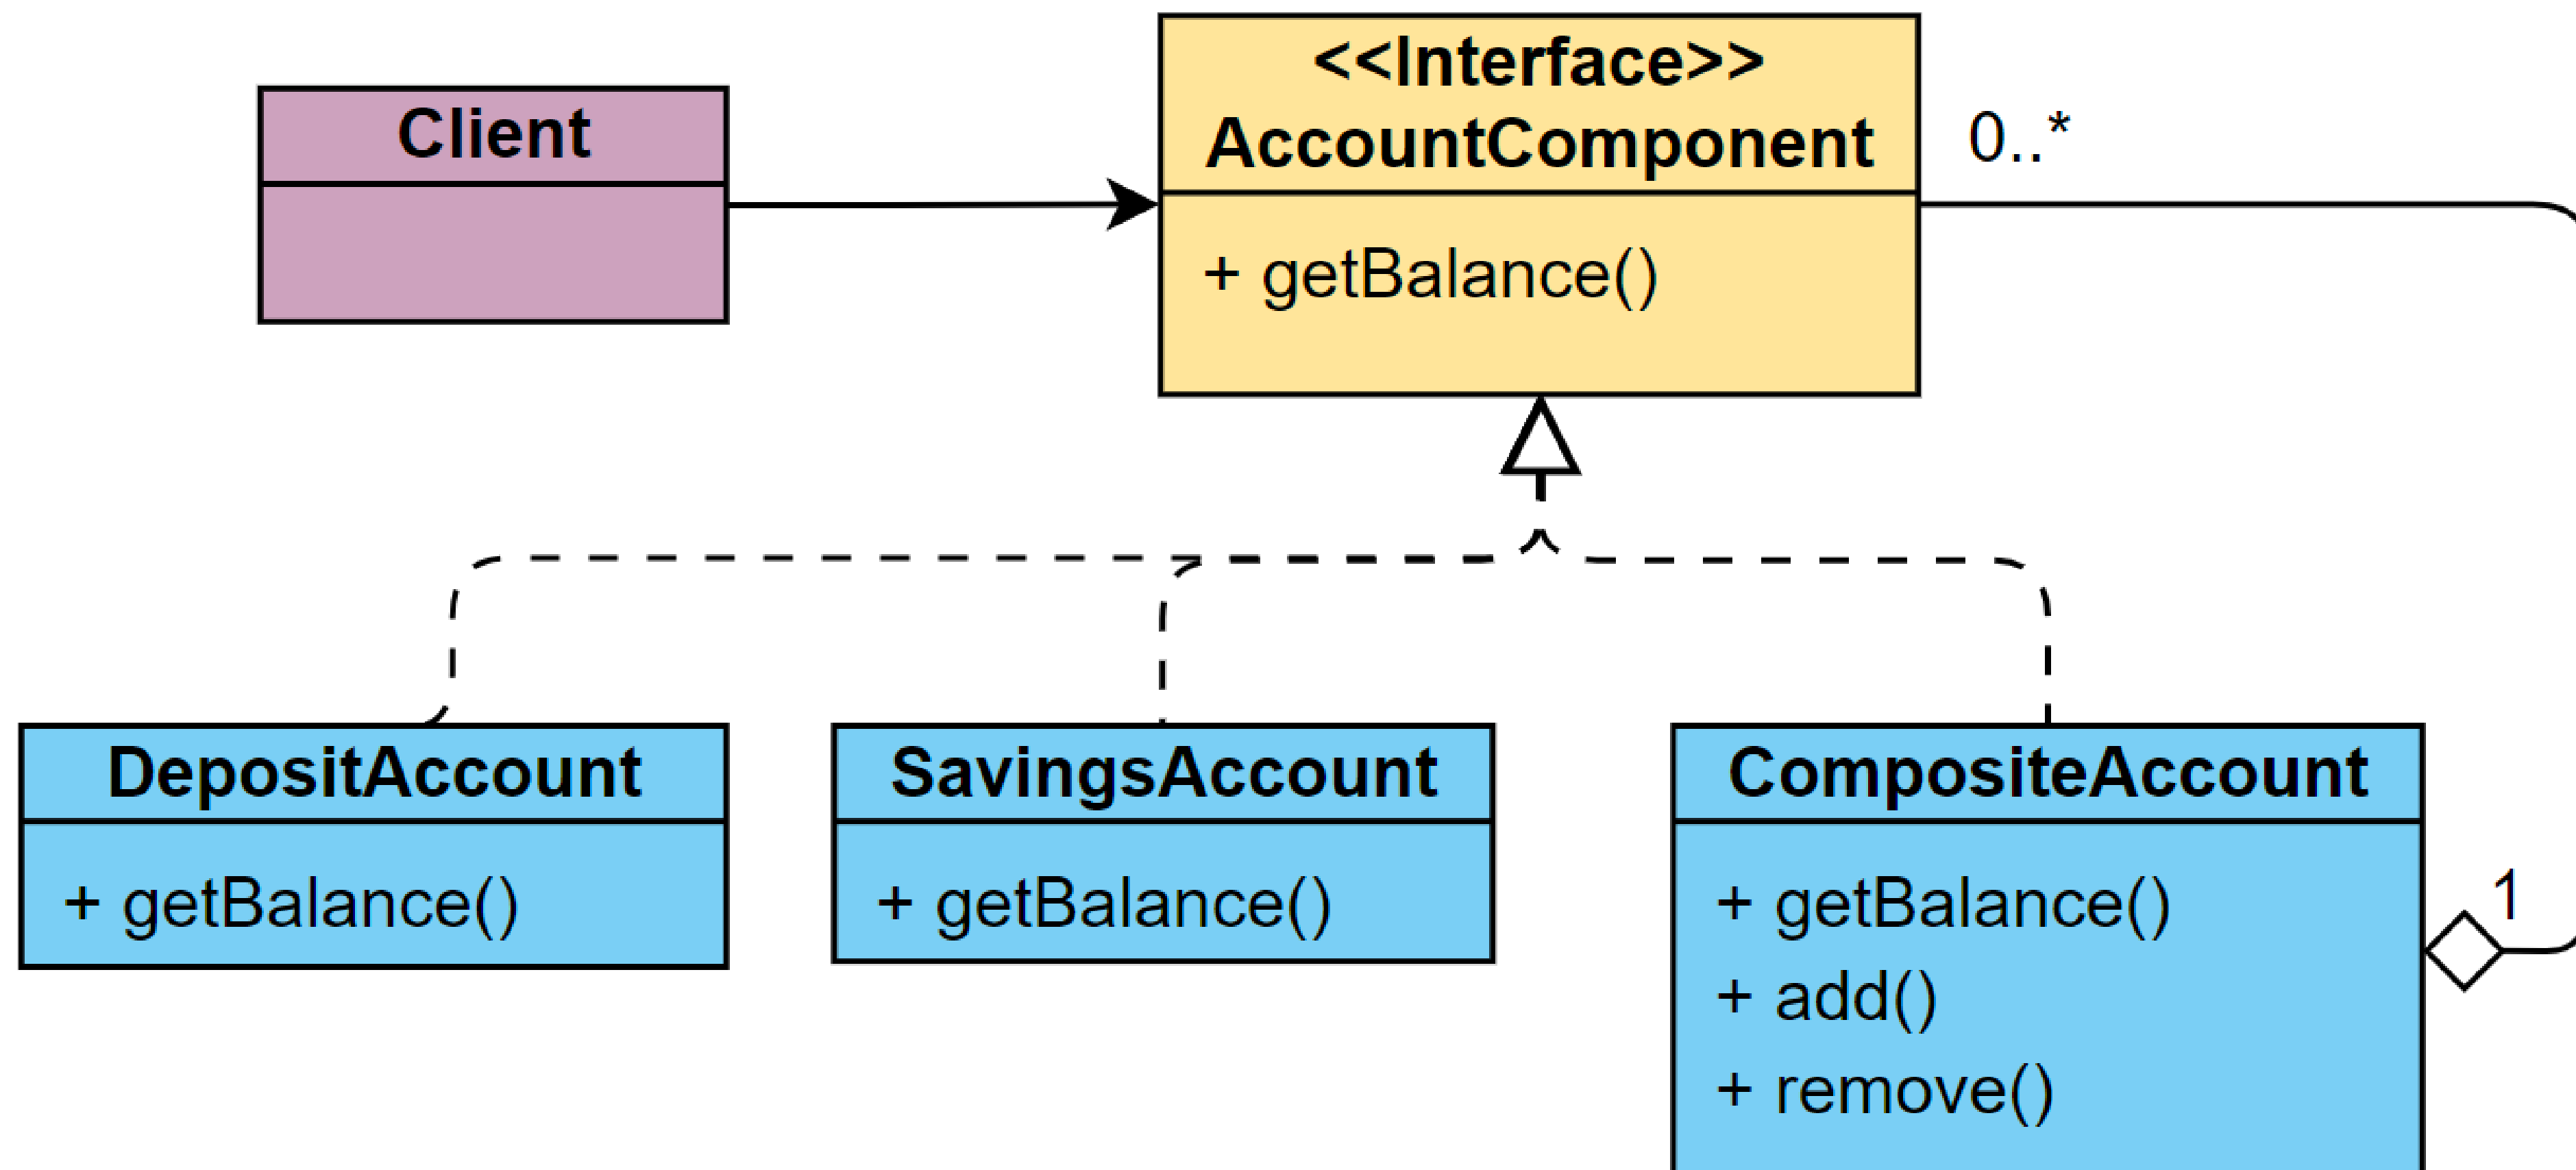 Client
<<Interface>>
AccountComponent
0..*
+ getBalance()
DepositAccount
+ getBalance()
SavingsAccount
+ getBalance()
CompositeAccount
+ getBalance()
+ add()
+ remove()
1